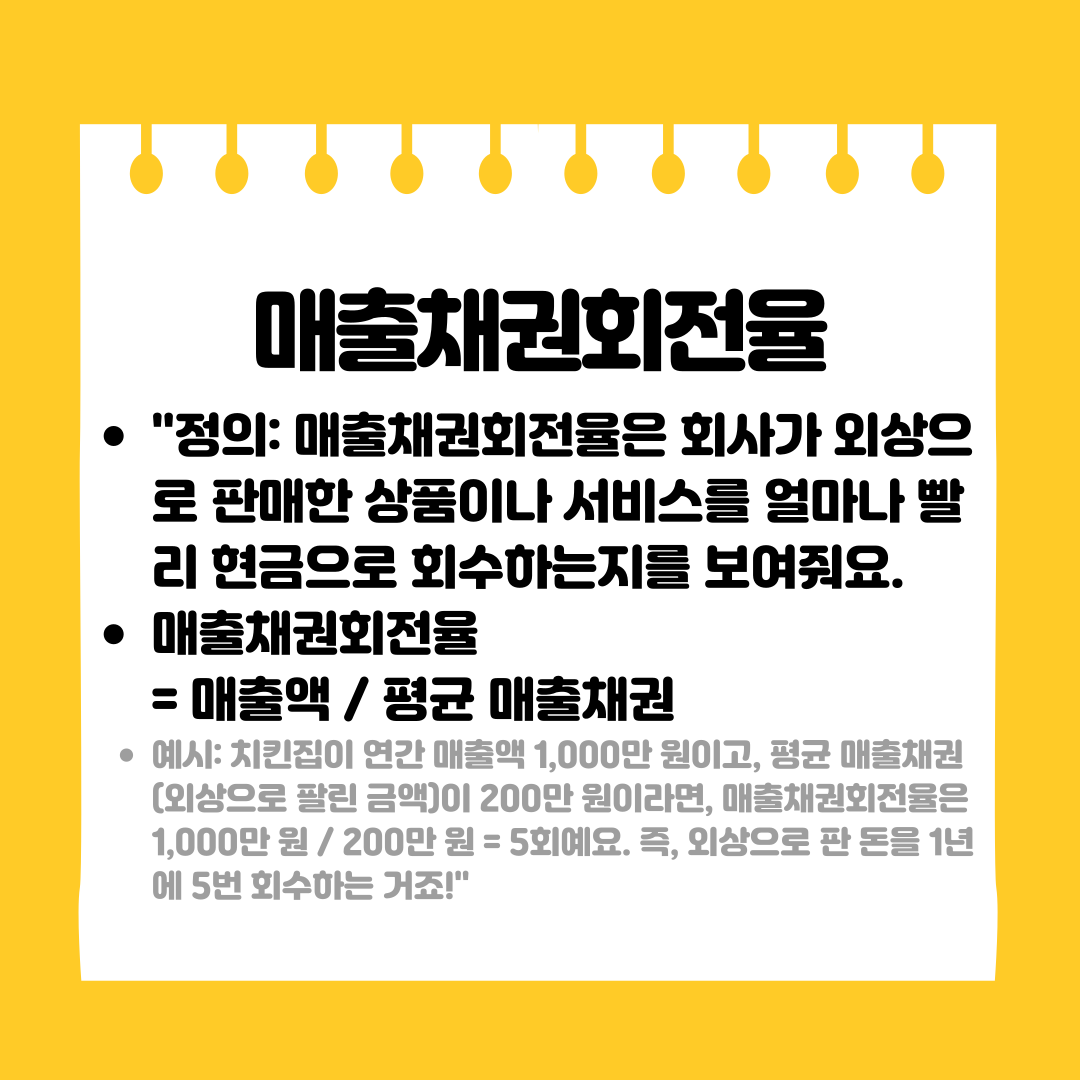 매출채권회전율
• "정의: 매출채권회전율은 회사가 외상으
로 판매한 상품이나 서비스를 얼마나 빨
리 현금으로 회수하는지를 보여줘요.
• 매출채권회전율
= 매출액 / 평균 매출채권
• 예시: 치킨집이 연간 매출액 1,000만 원이고, 평균 매출채권
(외상으로 팔린 금액)이 200만 원이라면, 매출채권회전율은
1,000만 원 / 200만 원 = 5회예요. 즉, 외상으로 판 돈을 1년
에 5번 회수하는 거죠!"